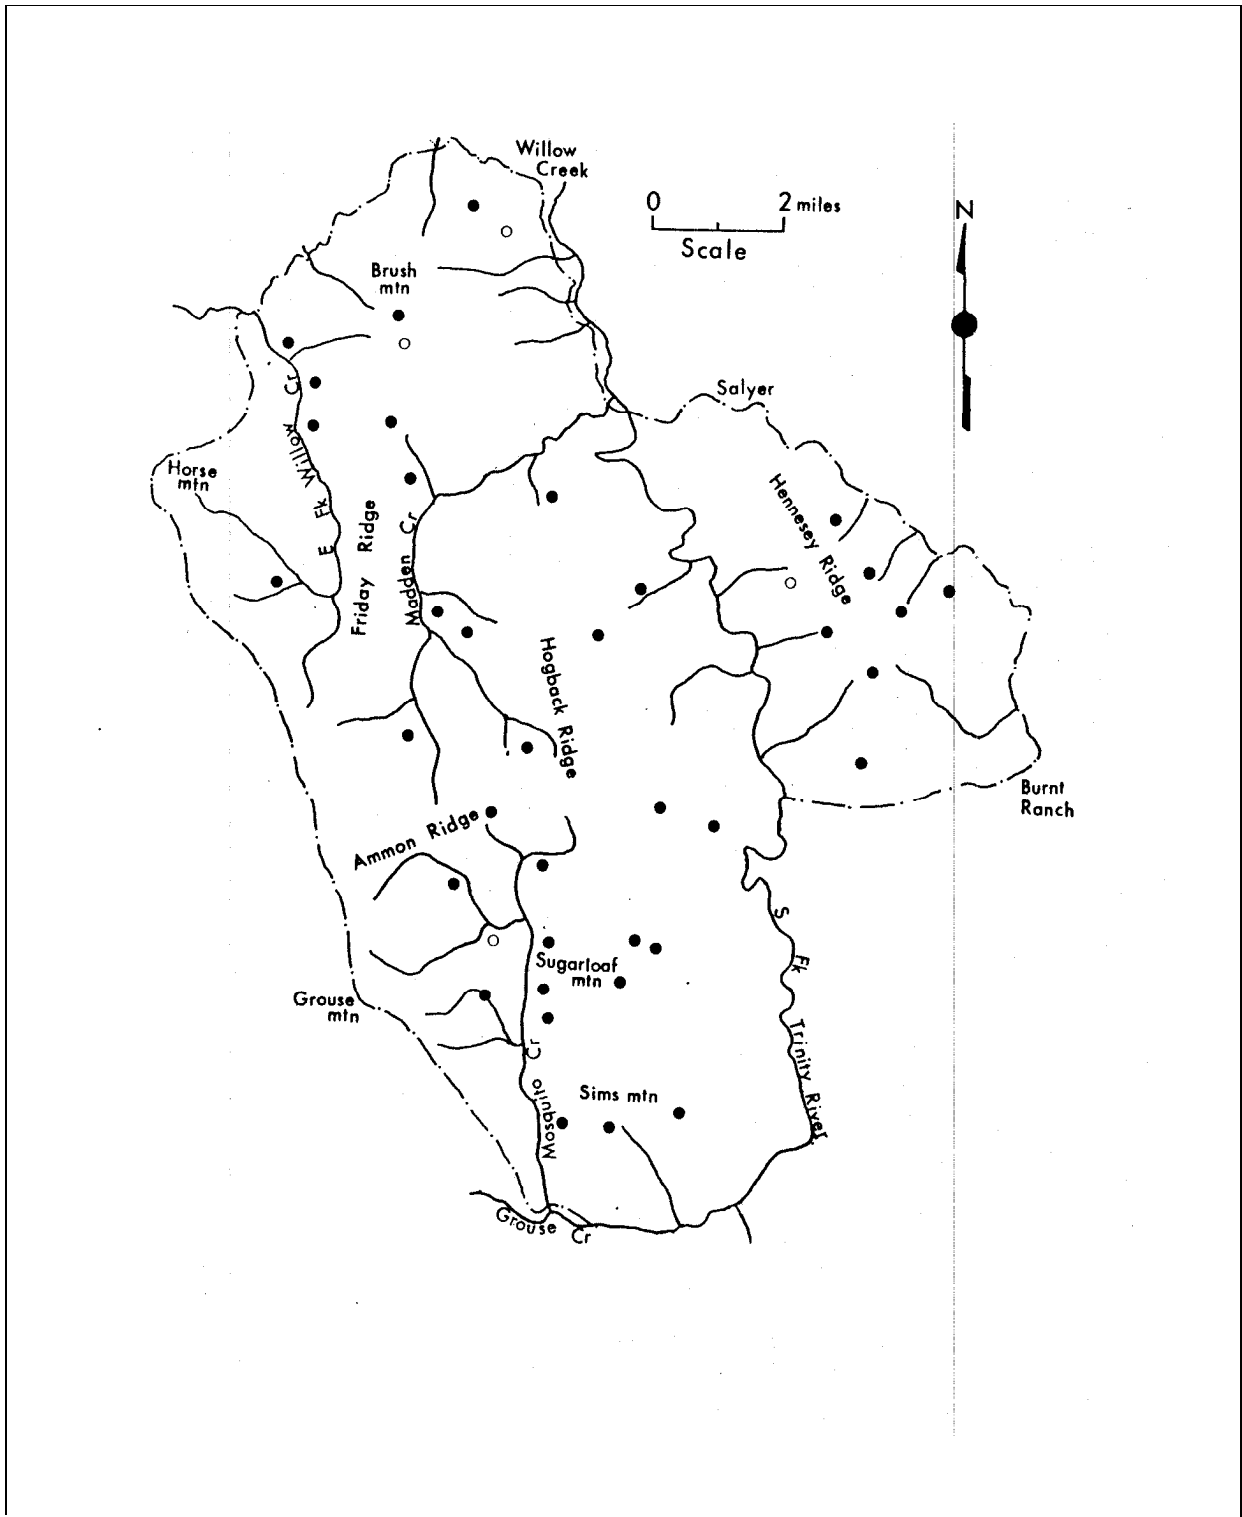 Willow
Creek
0 2 miles
Scale
N
Brush
mtn
Salyer
E Fk Willow Cr
Horse
mtn
Hennesey Ridge
Friday Ridge
Madden Cr
Hogback Ridge
Burnt
Ranch
Ammon Ridge
S Fk Trinity River
Sugarloaf
mtn
Grouse
mtn
Mosquito Cr
Sims mtn
Grouse Cr